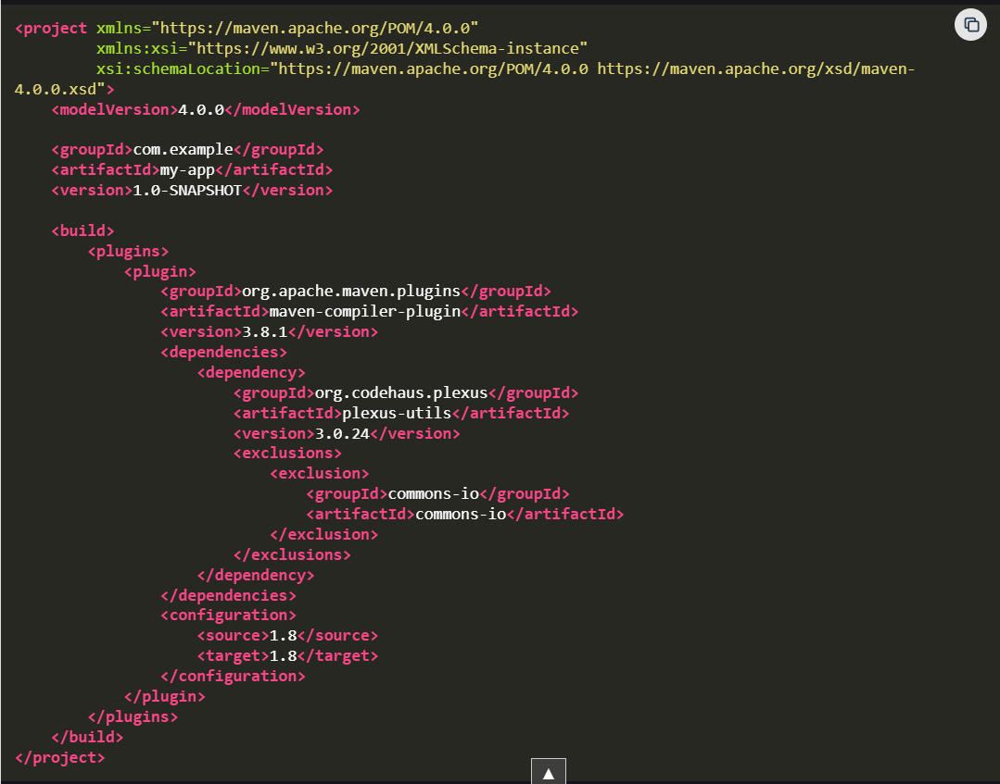 <project xmlns="https://maven.apache.org/POM/4.0.0"
         xmlns:xsi="https://www.w3.org/2001/XMLSchema-instance"
         xsi:schemaLocation="https://maven.apache.org/POM/4.0.0 https://maven.apache.org/xsd/maven-
4.0.0.xsd">
    <modelVersion>4.0.0</modelVersion>

    <groupId>com.example</groupId>
    <artifactId>my-app</artifactId>
    <version>1.0-SNAPSHOT</version>

    <build>
        <plugins>
            <plugin>
                <groupId>org.apache.maven.plugins</groupId>
                <artifactId>maven-compiler-plugin</artifactId>
                <version>3.8.1</version>
                <dependencies>
                    <dependency>
                        <groupId>org.codehaus.plexus</groupId>
                        <artifactId>plexus-utils</artifactId>
                        <version>3.0.24</version>
                        <exclusions>
                            <exclusion>
                                <groupId>commons-io</groupId>
                                <artifactId>commons-io</artifactId>
                            </exclusion>
                        </exclusions>
                    </dependency>
                </dependencies>
                <configuration>
                    <source>1.8</source>
                    <target>1.8</target>
                </configuration>
            </plugin>
        </plugins>
    </build>
</project>